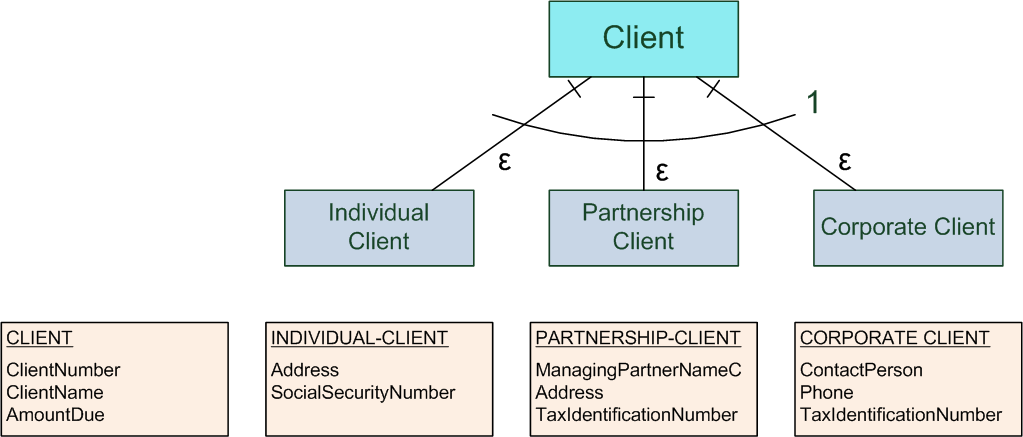 Client
1
ε
ε
ε
Individual
Client
Partnership
Client
Corporate Client
CLIENT
ClientNumber
ClientName
AmountDue
INDIVIDUAL-CLIENT
Address
SocialSecurityNumber
PARTNERSHIP-CLIENT
ManagingPartnerNameC
Address
TaxIdentificationNumber
CORPORATE CLIENT
ContactPerson
Phone
TaxIdentificationNumber